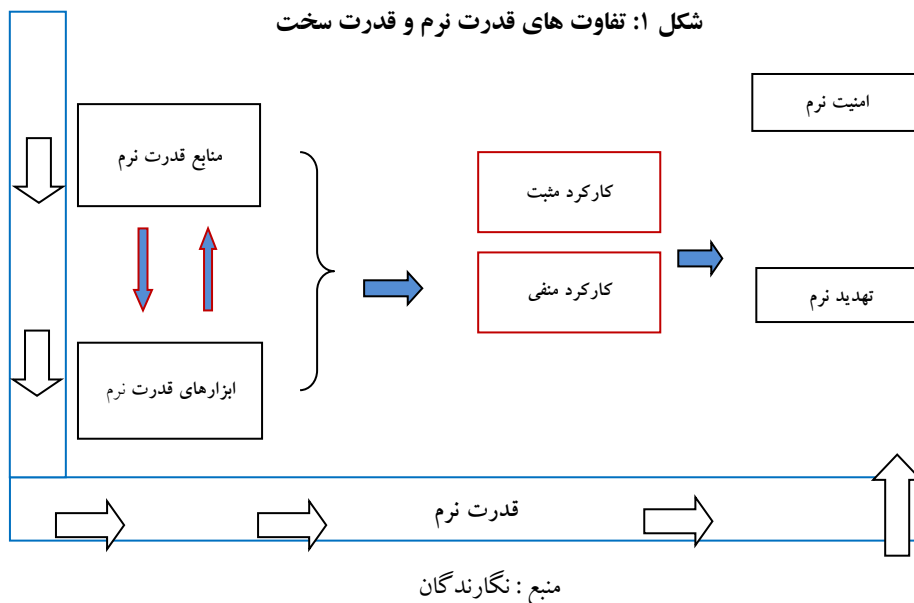 شکل ۱: تفاوت های قدرت نرم و قدرت سخت
امنیت نرم
منابع قدرت نرم
کارکرد مثبت
کارکرد منفی
تهدید نرم
ابزارهای قدرت نرم
قدرت نرم
منبع : نگارندگان